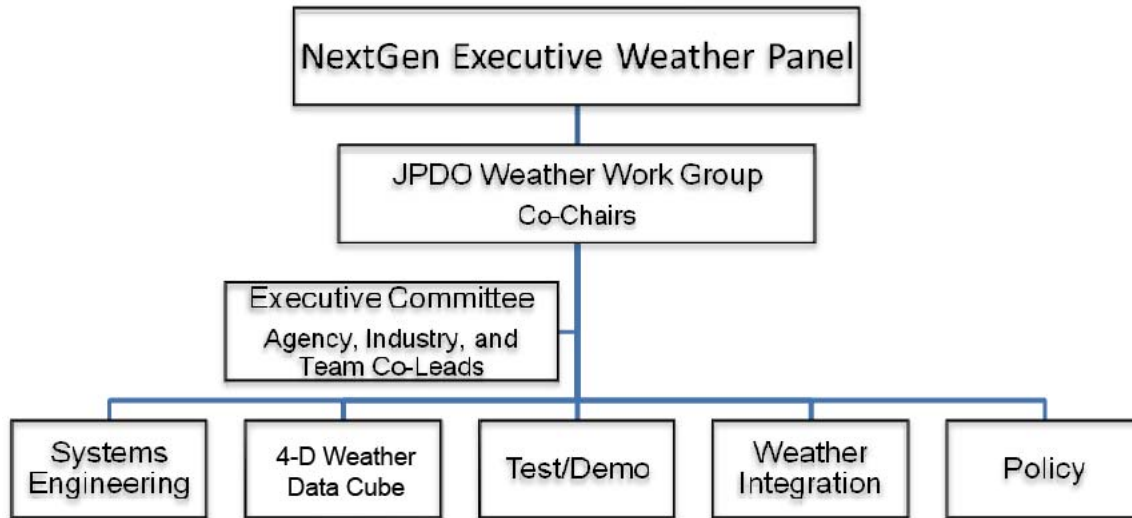 NextGen Executive Weather Panel
JPDO Weather Work Group
Co-Chairs
Executive Committee
Agency, Industry, and
Team Co-Leads
Systems
Engineering
4-D Weather
Data Cube
Test/Demo
Weather
Integration
Policy